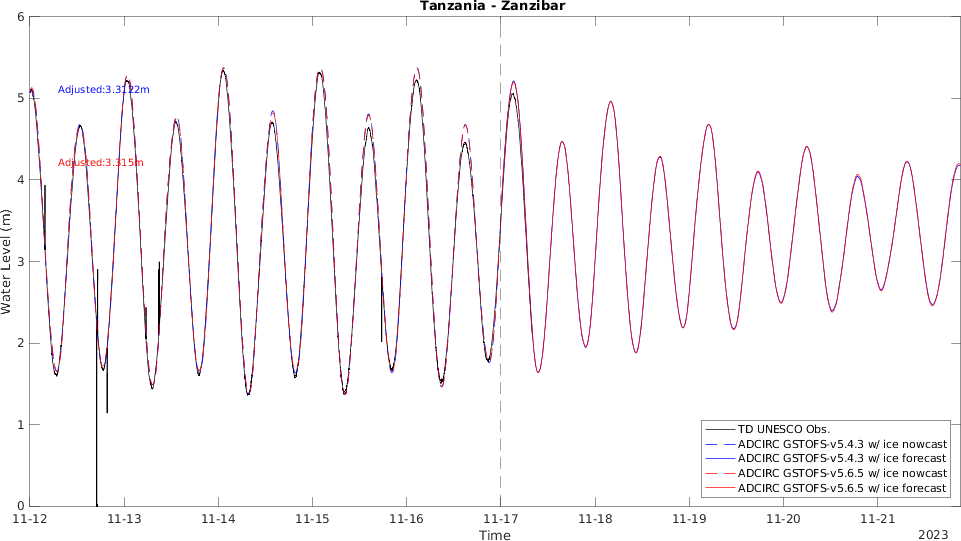 Tanzania - Zanzibar
6
5
4
3
2
1
0
Water Level (m)
Adjusted:3.3122m
Adjusted:3.315m
TD UNESCO Obs.
ADCIRC GSTOFS-v5.4.3 w/ ice nowcast
ADCIRC GSTOFS-v5.4.3 w/ ice forecast
ADCIRC GSTOFS-v5.6.5 w/ ice nowcast
ADCIRC GSTOFS-v5.6.5 w/ ice forecast
11-12 11-13 11-14 11-15 11-16 11-17 11-18 11-19 11-20 11-21
Time
2023